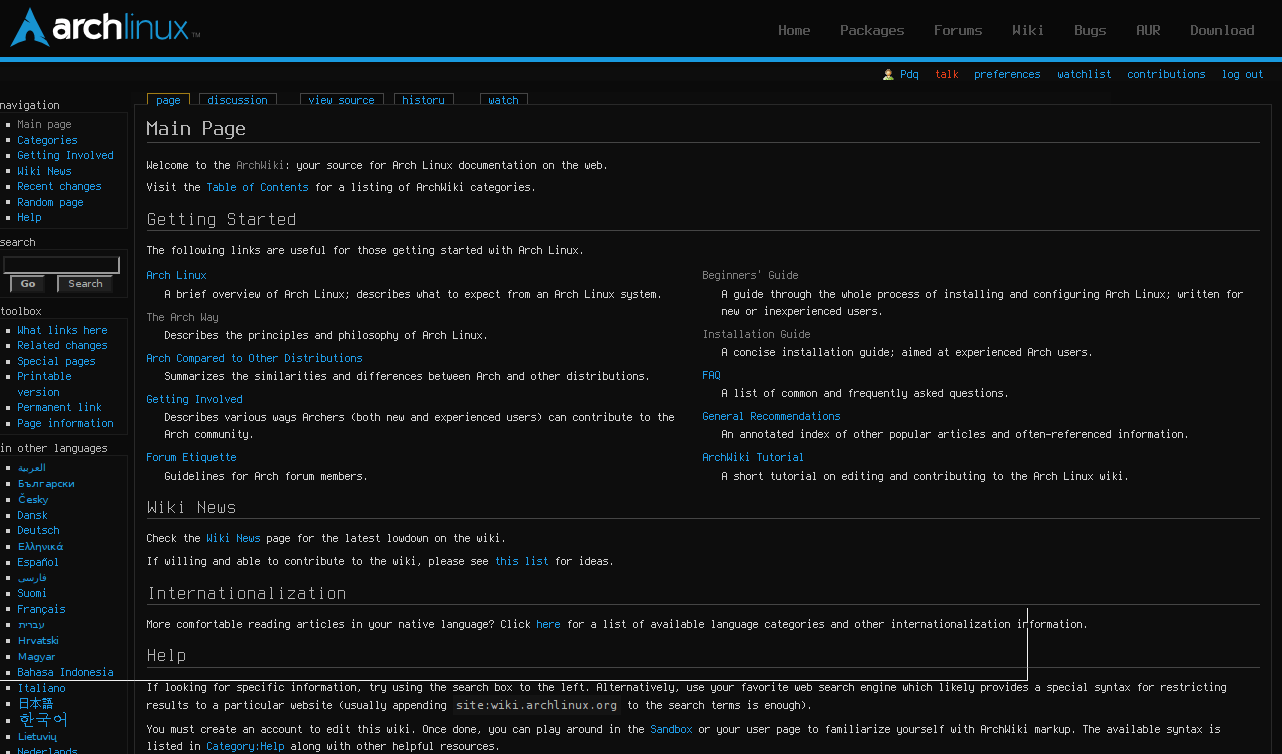 archlinux™
Home Packages Forums Wiki Bugs AUR Download
Pdq talk preferences watchlist contributions log out
navigation
Main page
Categories
Getting Involved
Wiki News
Recent changes
Random page
Help
search
Go Search
toolbox
What links here
Related changes
Special pages
Printable
version
Permanent link
Page information
in other languages
العربية
Български
Česky
Dansk
Deutsch
Ελληνικά
Español
فارسی
Suomi
Français
עברית
Hrvatski
Magyar
Bahasa Indonesia
Italiano
日本語
한국어
Lietuvių
Nederlands
page discussion view source history watch
Main Page
Welcome to the ArchWiki: your source for Arch Linux documentation on the web.
Visit the Table of Contents for a listing of ArchWiki categories.
Getting Started
The following links are useful for those getting started with Arch Linux.
Arch Linux
A brief overview of Arch Linux; describes what to expect from an Arch Linux system.
The Arch Way
Describes the principles and philosophy of Arch Linux.
Arch Compared to Other Distributions
Summarizes the similarities and differences between Arch and other distributions.
Getting Involved
Describes various ways Archers (both new and experienced users) can contribute to the
Arch community.
Forum Etiquette
Guidelines for Arch forum members.
Beginners' Guide
A guide through the whole process of installing and configuring Arch Linux; written for
new or inexperienced users.
Installation Guide
A concise installation guide; aimed at experienced Arch users.
FAQ
A list of common and frequently asked questions.
General Recommendations
An annotated index of other popular articles and often-referenced information.
ArchWiki Tutorial
A short tutorial on editing and contributing to the Arch Linux wiki.
Wiki News
Check the Wiki News page for the latest lowdown on the wiki.
If willing and able to contribute to the wiki, please see this list for ideas.
Internationalization
More comfortable reading articles in your native language? Click here for a list of available language categories and other internationalization information.
Help
If looking for specific information, try using the search box to the left. Alternatively, use your favorite web search engine which likely provides a special syntax for restricting
results to a particular website (usually appending site:wiki.archlinux.org to the search terms is enough).
You must create an account to edit this wiki. Once done, you can play around in the Sandbox or your user page to familiarize yourself with ArchWiki markup. The available syntax is
listed in Category:Help along with other helpful resources.